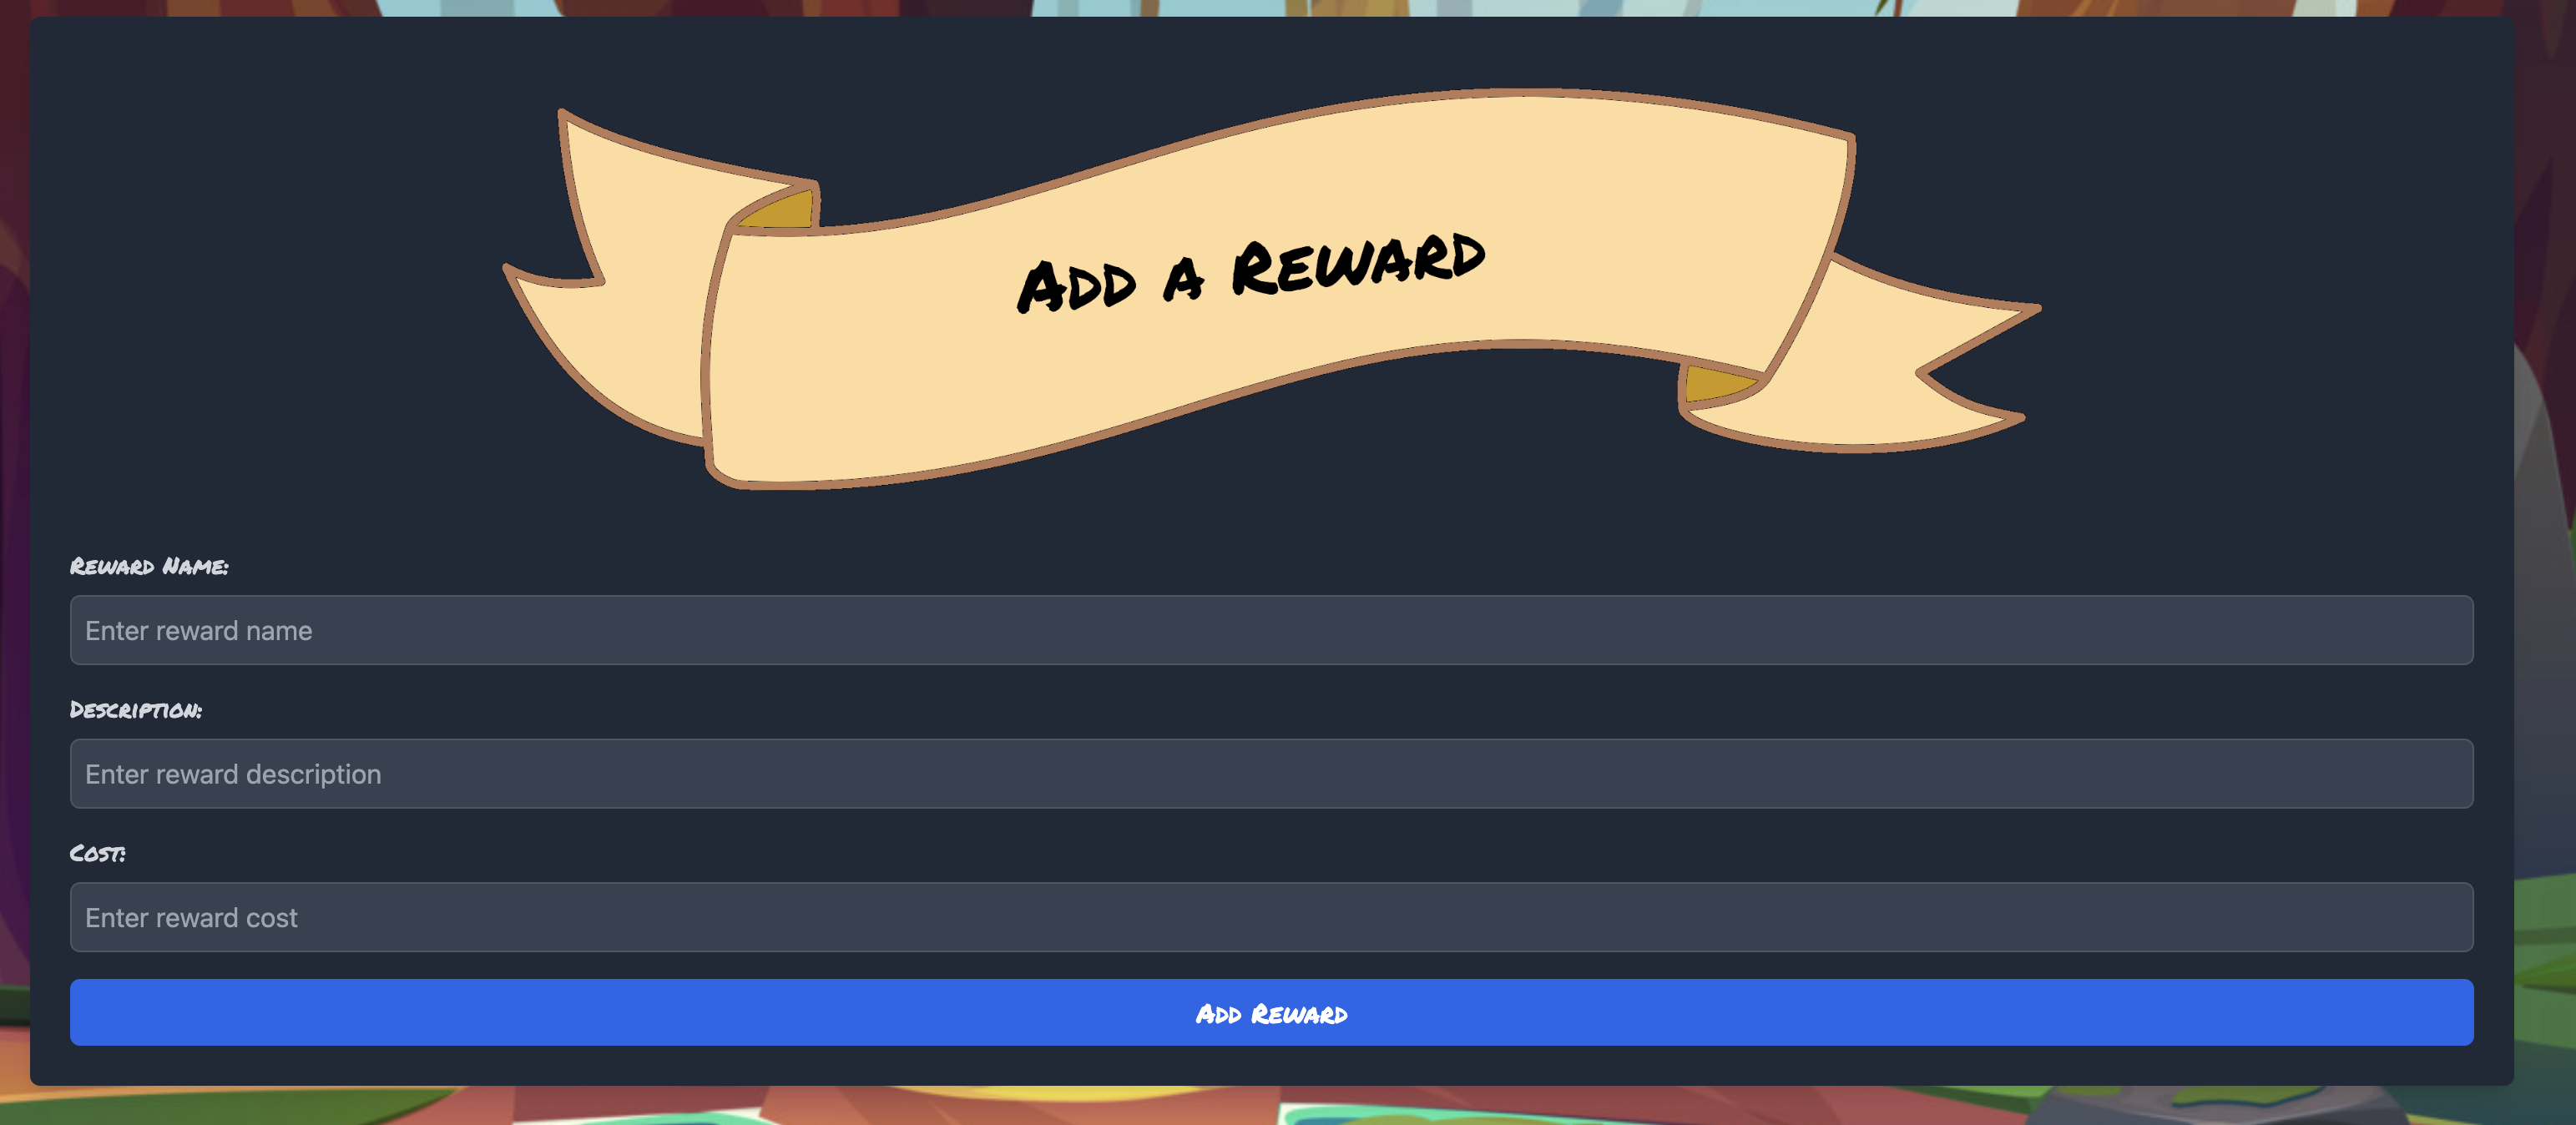 Add a Reward
Reward Name:
Enter reward name
Description:
Enter reward description
Cost:
Enter reward cost
Add Reward